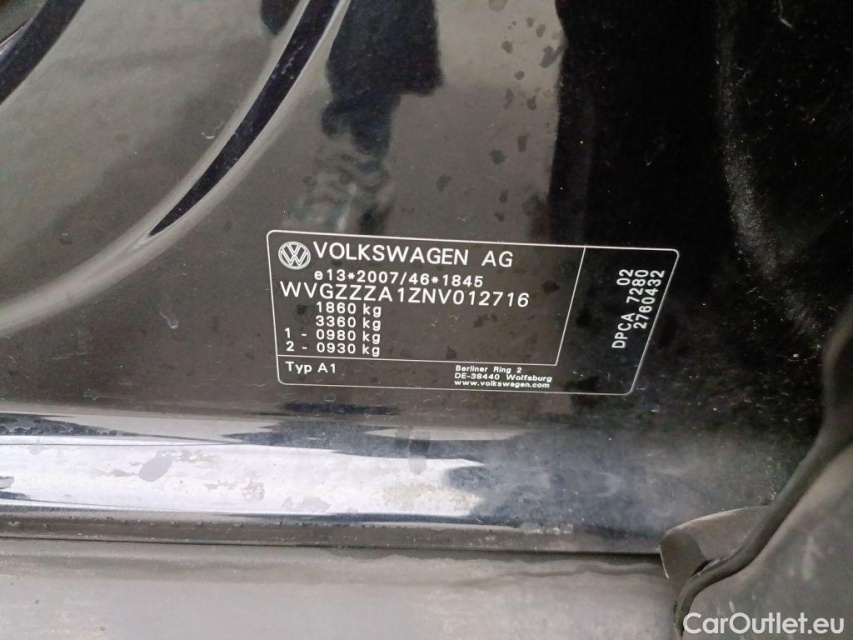 VOLKSWAGEN AG
e13*2007/46*1845
WVGZZZA1ZNV012716
1860 kg
3360 kg
1 - 0980 kg
2 - 0930 kg
Typ A1
Berliner Ring 2
DE-38440 Wolfsburg
www.volkswagen.com
02
DPCA 7280
2760432
CarOutlet.eu